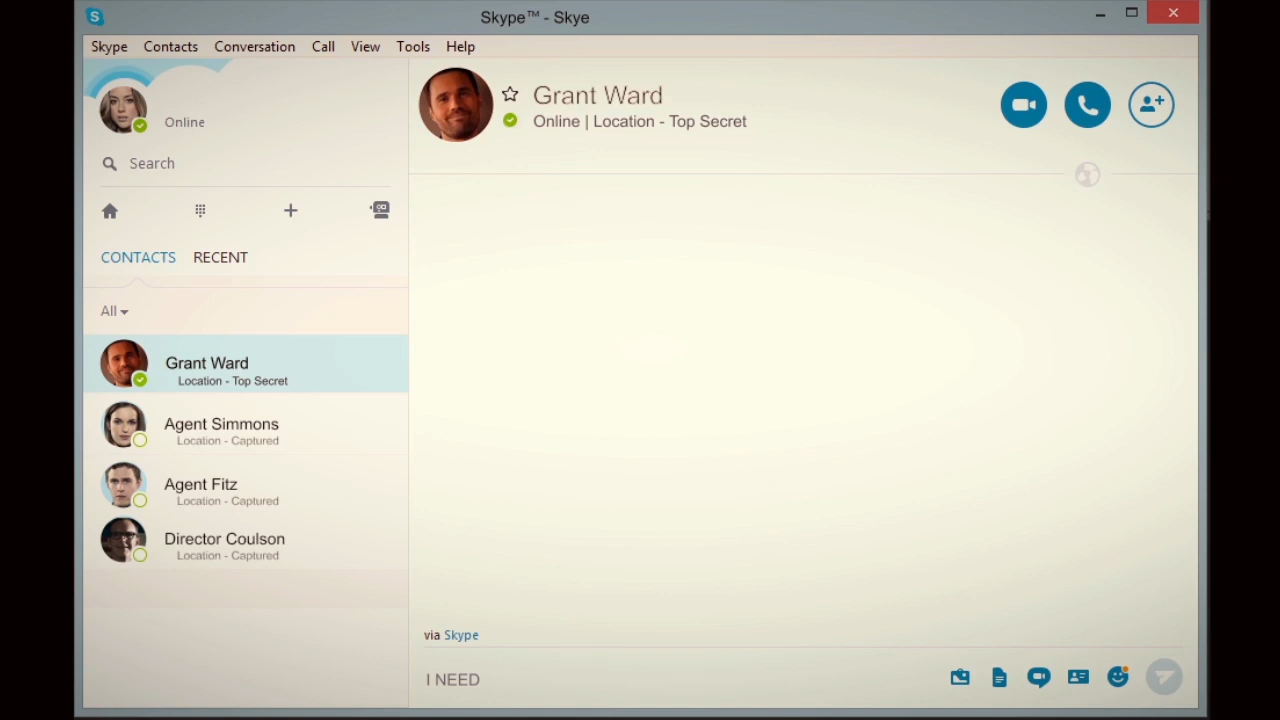 Skype™ - Skye
Skype Contacts Conversation Call View Tools Help
Online
Search
CONTACTS RECENT
All
Grant Ward
Location - Top Secret
Agent Simmons
Location - Captured
Agent Fitz
Location - Captured
Director Coulson
Location - Captured
Grant Ward
Online | Location - Top Secret
via Skype
I NEED